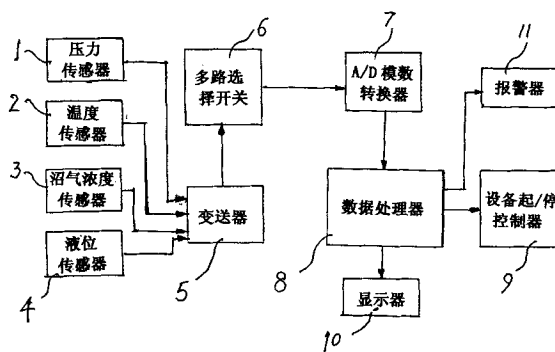 1
压力
传感器
2
温度
传感器
3
沼气浓度
传感器
4
液位
传感器
变送器
5
6
多路选
择开关
7
A/D模数
转换器
数据处理器
8
显示器
10
11
报警器
设备起/停
控制器
9